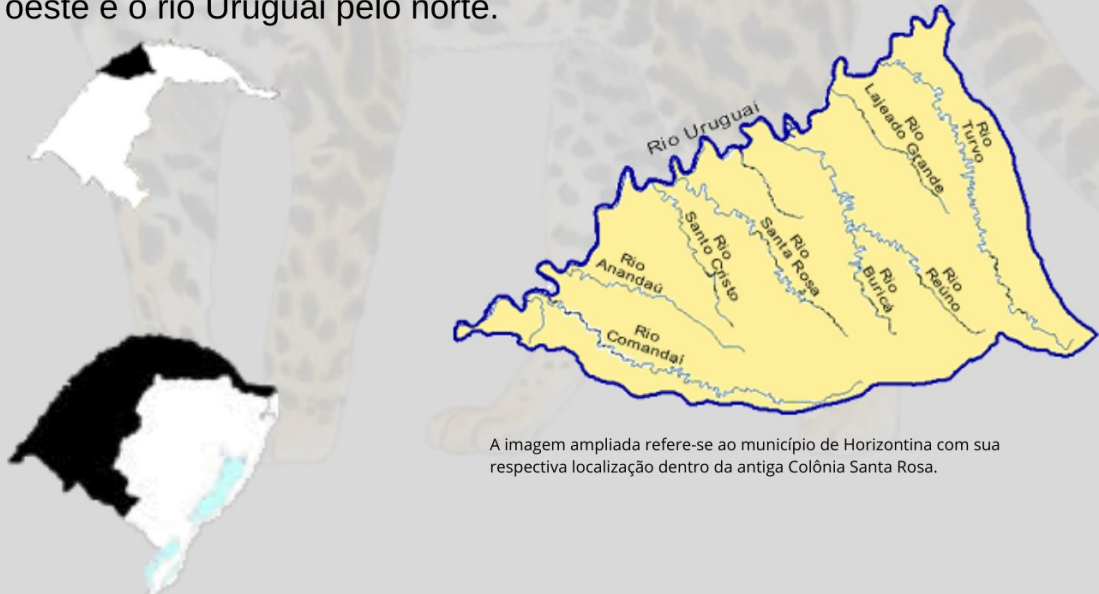 oeste e o rio Uruguai pelo norte.
Rio Uruguai
Lajeado Grande
Rio
Rio
Turvo
Rio
Santo Cristo
Rio
Santa Rosa
Rio
Buricá
Rio
Reúno
Rio
Anandaú
Rio
Comandai
A imagem ampliada refere-se ao município de Horizontina com sua
respectiva localização dentro da antiga Colônia Santa Rosa.